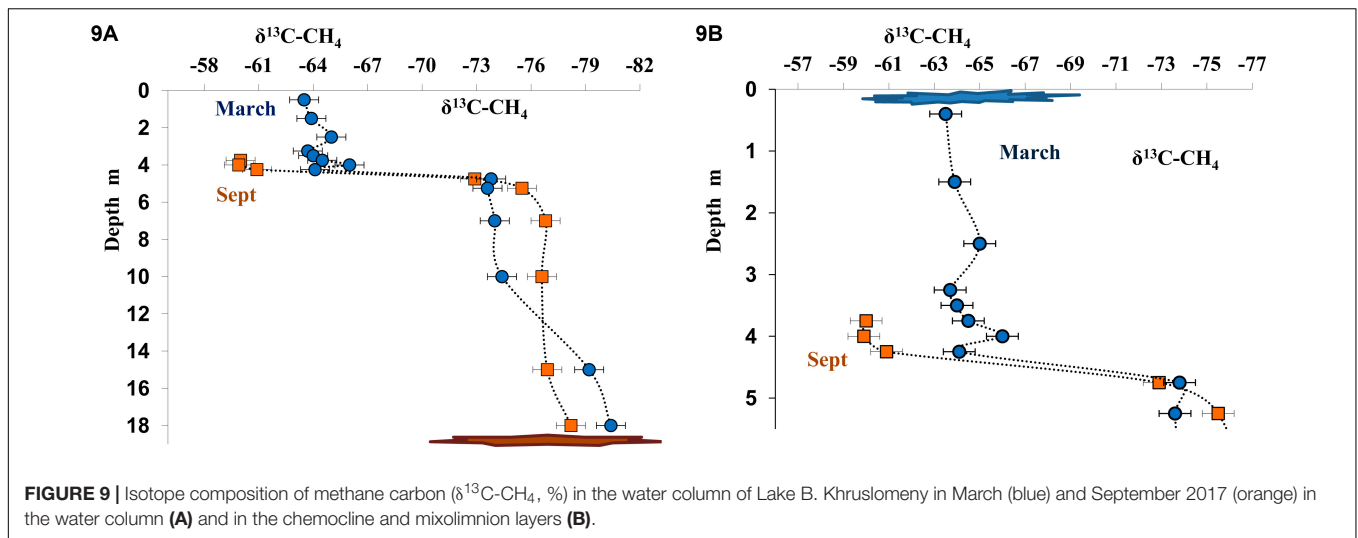 9A
δ¹³C-CH₄
-58 -61 -64 -67 -70 -73 -76 -79 -82
0
2
4
6
8
10
12
14
16
18
Depth m
March
δ¹³C-CH₄
Sept
9B
δ¹³C-CH₄
-57 -59 -61 -63 -65 -67 -69 -71 -73 -75 -77
0
1
2
3
4
5
Depth m
March
δ¹³C-CH₄
Sept
FIGURE 9 | Isotope composition of methane carbon (δ¹³C-CH₄, %) in the water column of Lake B. Khruslomeny in March (blue) and September 2017 (orange) in
the water column (A) and in the chemocline and mixolimnion layers (B).